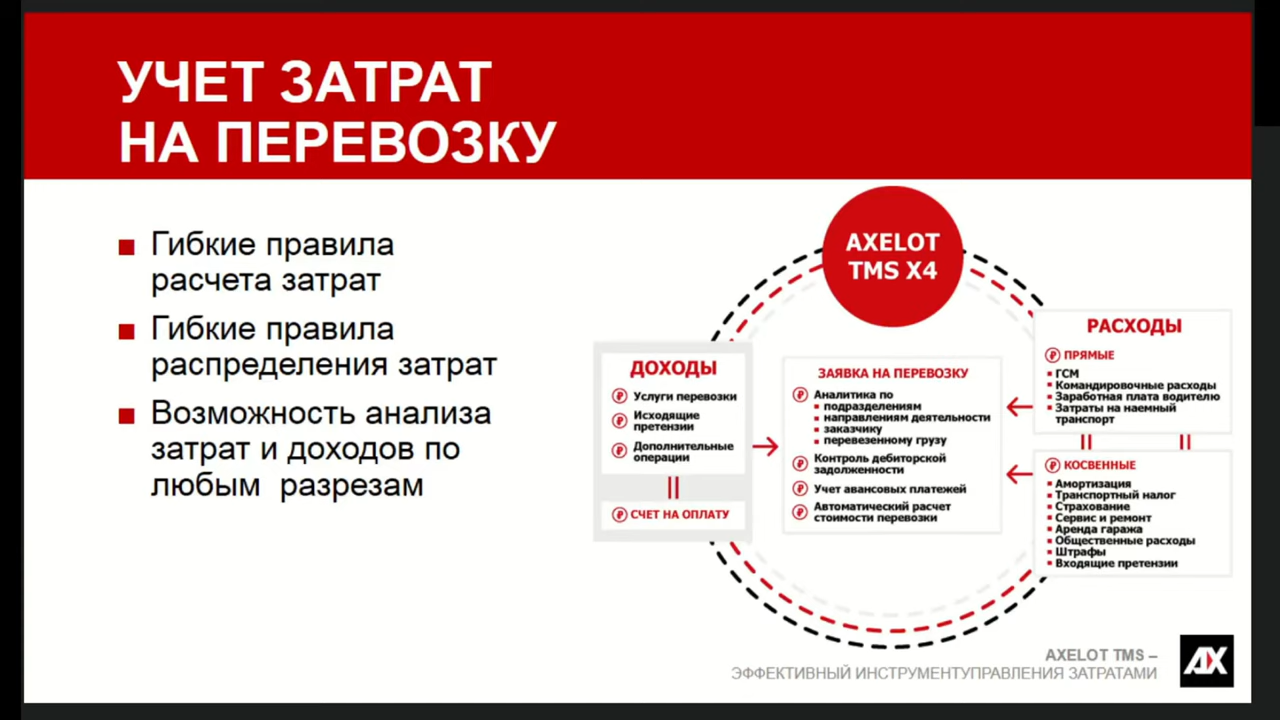 УЧЕТ ЗАТРАТ
НА ПЕРЕВОЗКУ
Гибкие правила
расчета затрат
Гибкие правила
распределения затрат
Возможность анализа
затрат и доходов по
любым разрезам
AXELOT
TMS X4
ДОХОДЫ
Услуги перевозки
Исходящие
претензии
Дополнительные
операции
СЧЕТ НА ОПЛАТУ
ЗАЯВКА НА ПЕРЕВОЗКУ
Аналитика по
подразделениям
направлениям деятельности
заказчику
перевезенному грузу
Контроль дебиторской
задолженности
Учет авансовых платежей
Автоматический расчет
стоимости перевозки
РАСХОДЫ
ПРЯМЫЕ
ГСМ
Командировочные расходы
Заработная плата водителю
Затраты на наемный
транспорт
КОСВЕННЫЕ
Амортизация
Транспортный налог
Страхование
Сервис и ремонт
Аренда гаража
Общественные расходы
Штрафы
Входящие претензии
AXELOT TMS –
ЭФФЕКТИВНЫЙ ИНСТРУМЕНТУПРАВЛЕНИЯ ЗАТРАТАМИ
AX